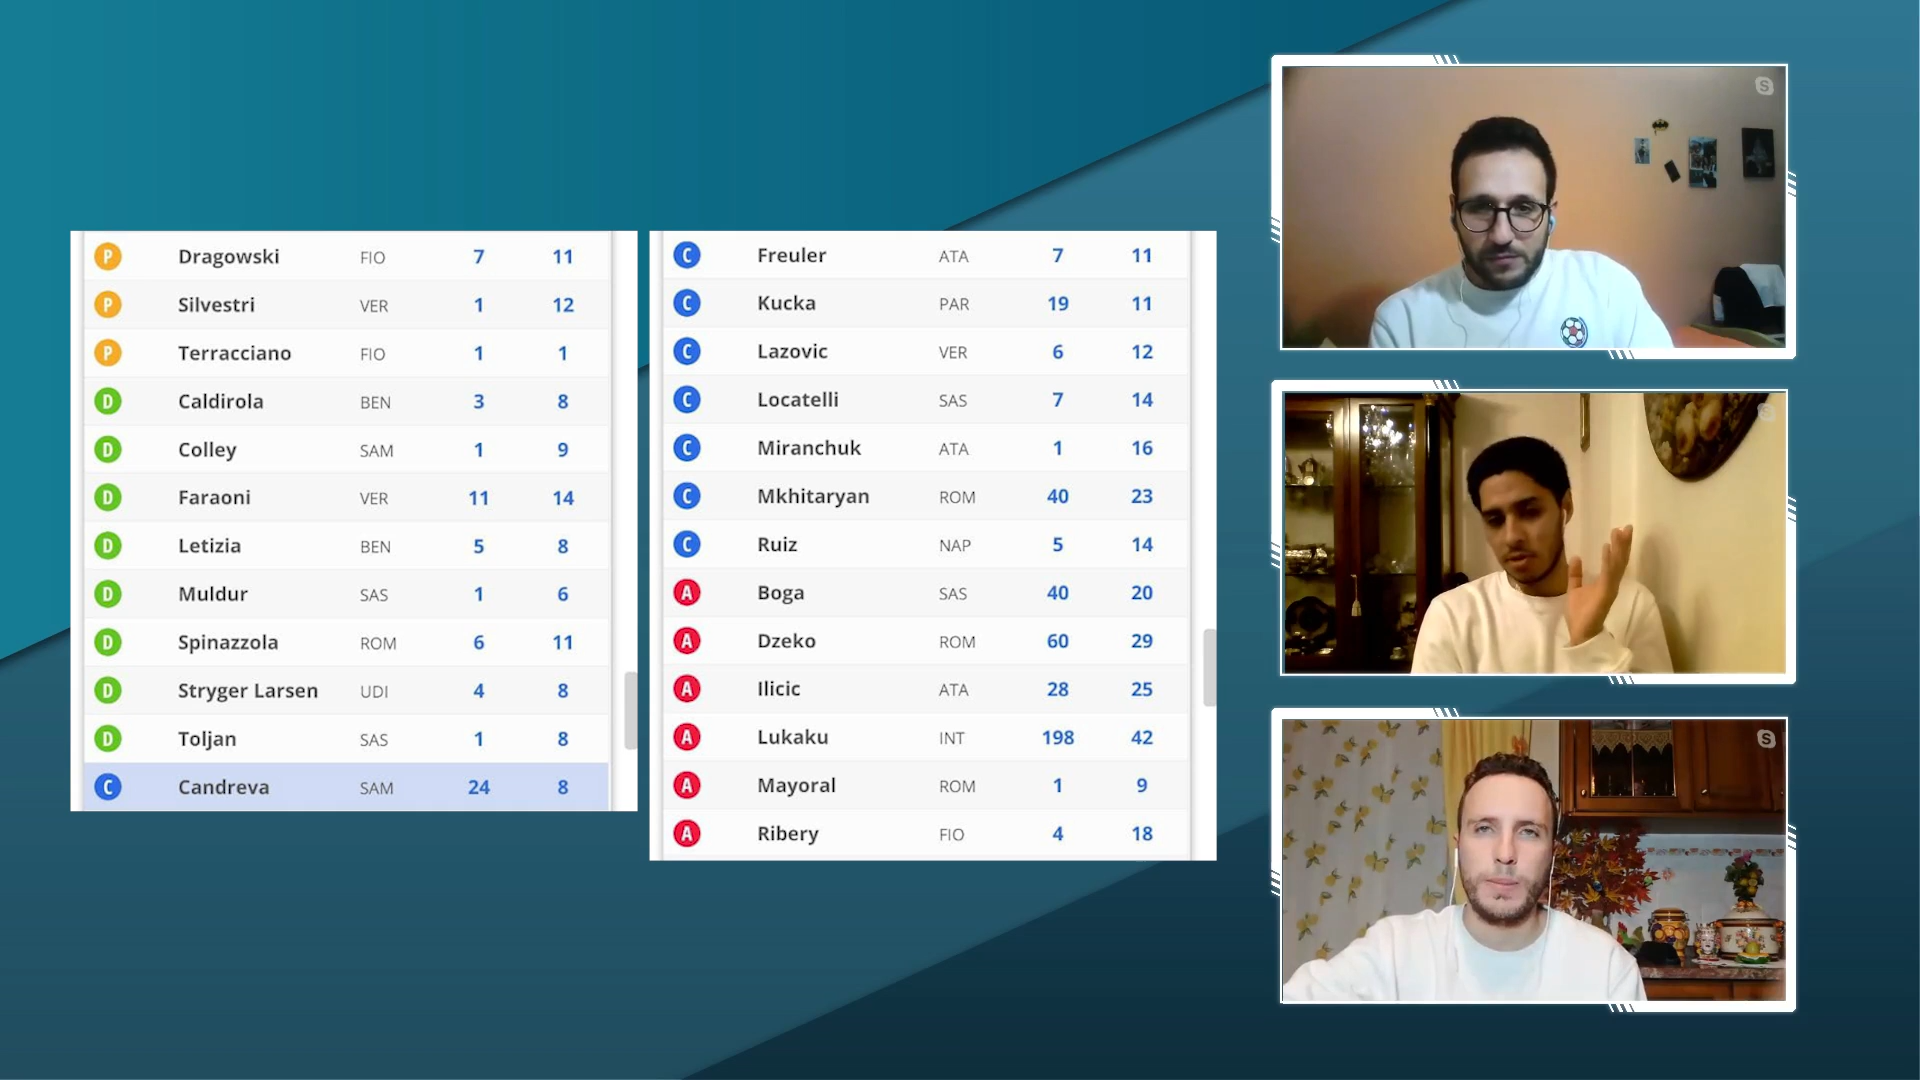 P Dragowski FIO 7 11
P Silvestri VER 1 12
P Terracciano FIO 1 1
D Caldirola BEN 3 8
D Colley SAM 1 9
D Faraoni VER 11 14
D Letizia BEN 5 8
D Muldur SAS 1 6
D Spinazzola ROM 6 11
D Stryger Larsen UDI 4 8
D Toljan SAS 1 8
C Candreva SAM 24 8
C Freuler ATA 7 11
C Kucka PAR 19 11
C Lazovic VER 6 12
C Locatelli SAS 7 14
C Miranchuk ATA 1 16
C Mkhitaryan ROM 40 23
C Ruiz NAP 5 14
A Boga SAS 40 20
A Dzeko ROM 60 29
A Ilicic ATA 28 25
A Lukaku INT 198 42
A Mayoral ROM 1 9
A Ribery FIO 4 18
S
S
S